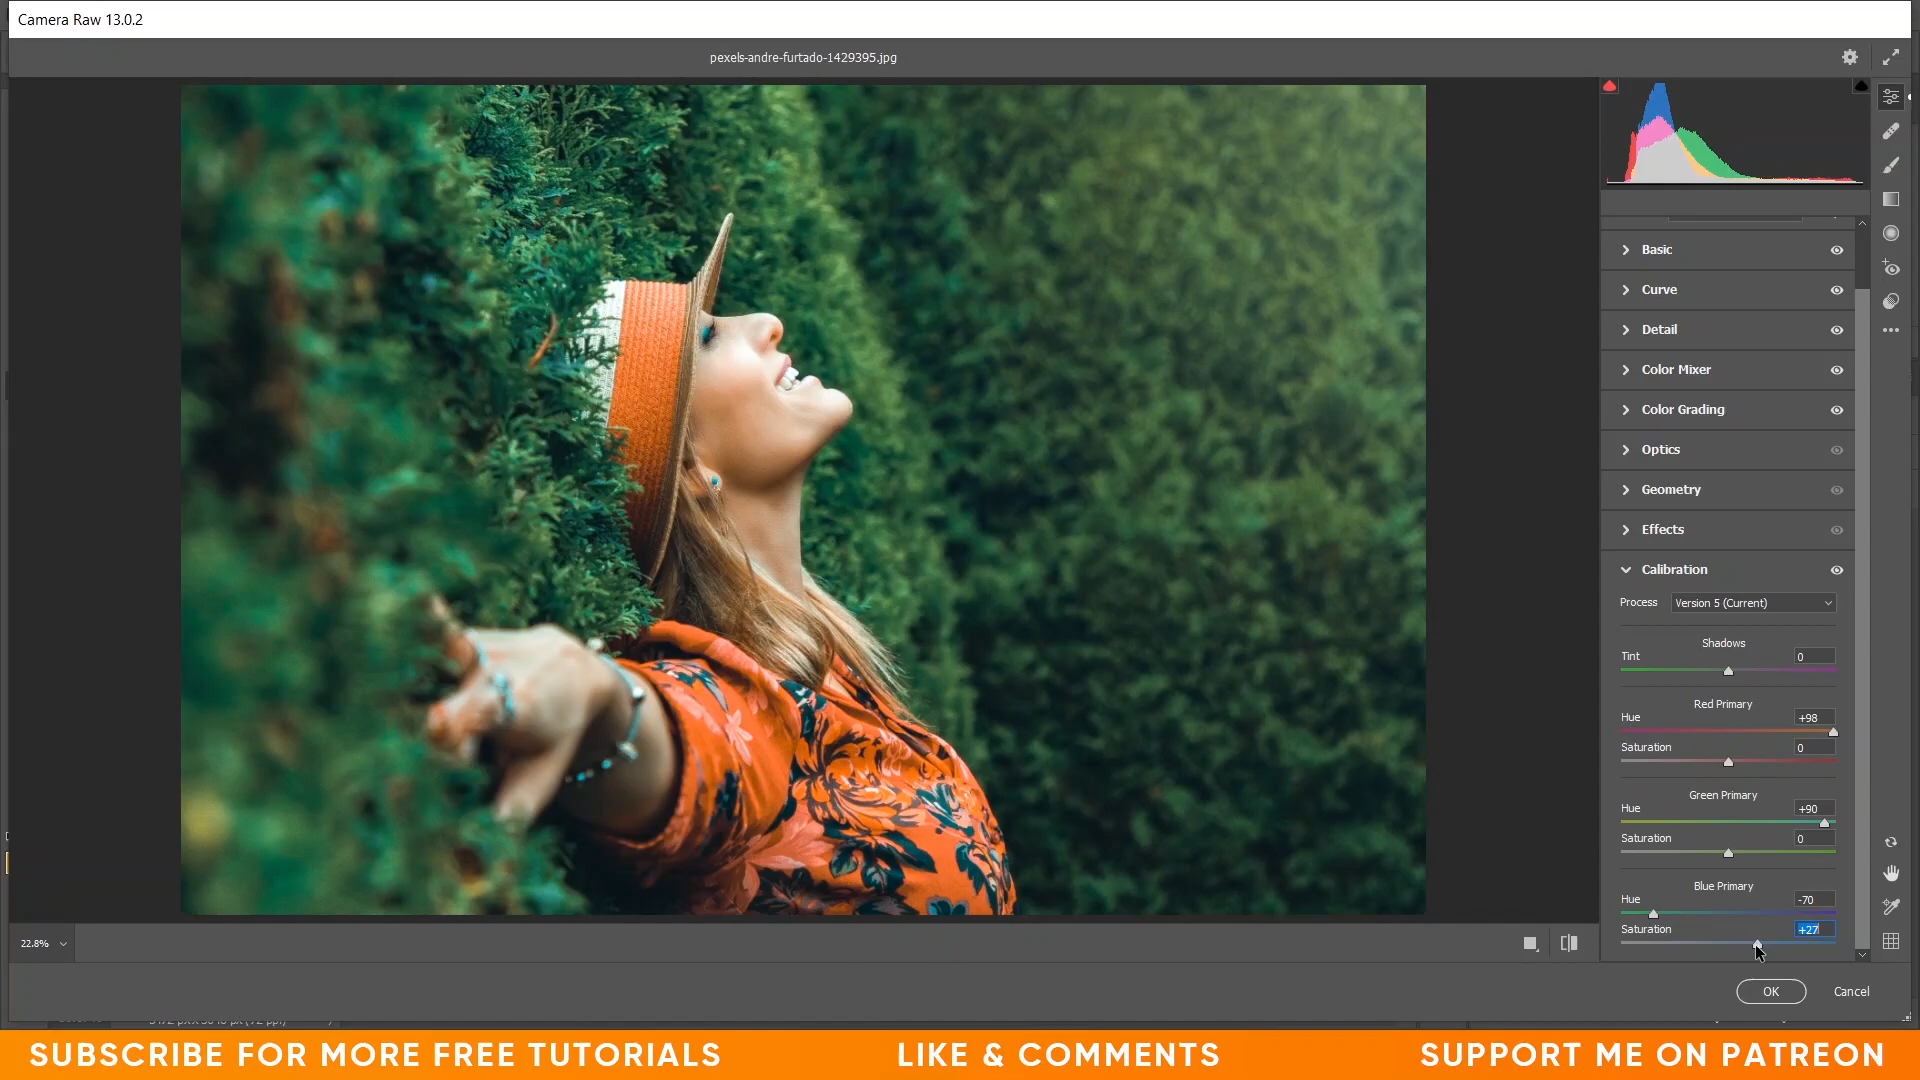 Camera Raw 13.0.2
pexels-andre-furtado-1429395.jpg
Basic
Curve
Detail
Color Mixer
Color Grading
Optics
Geometry
Effects
Calibration
Process Version 5 (Current)
Shadows
Tint 0
Red Primary
Hue +98
Saturation 0
Green Primary
Hue +90
Saturation 0
Blue Primary
Hue -70
Saturation +27
22.8%
OK Cancel
SUBSCRIBE FOR MORE FREE TUTORIALS LIKE & COMMENTS SUPPORT ME ON PATREON